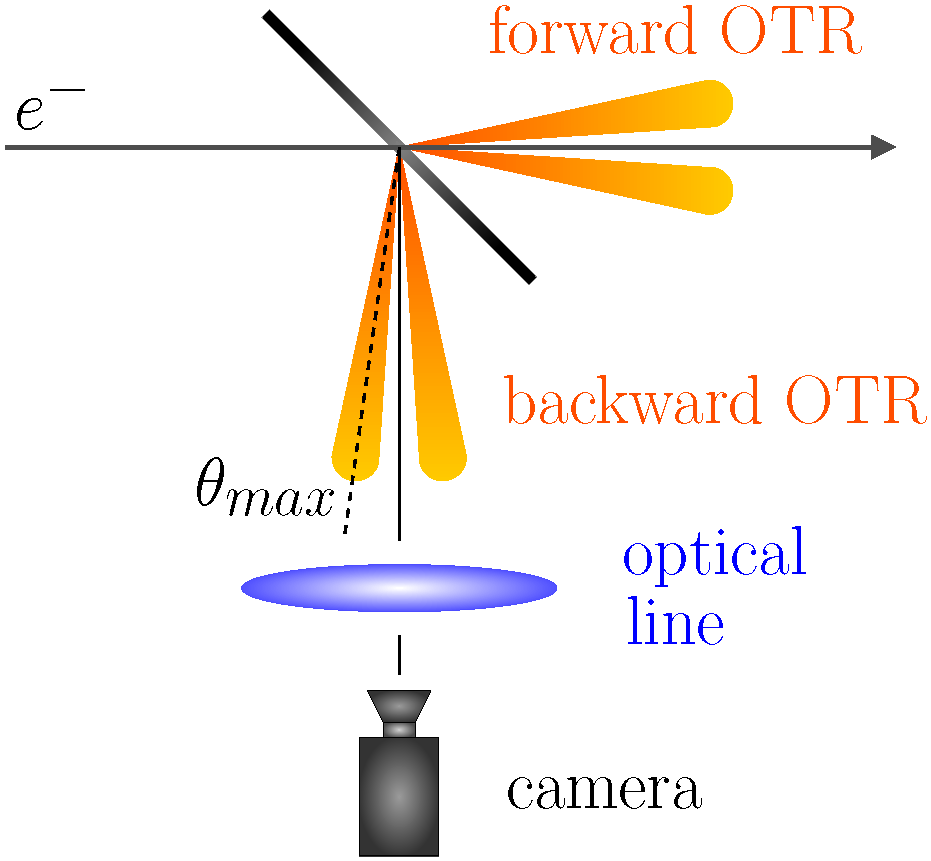 forward OTR
e⁻
backward OTR
θmax
optical
line
camera